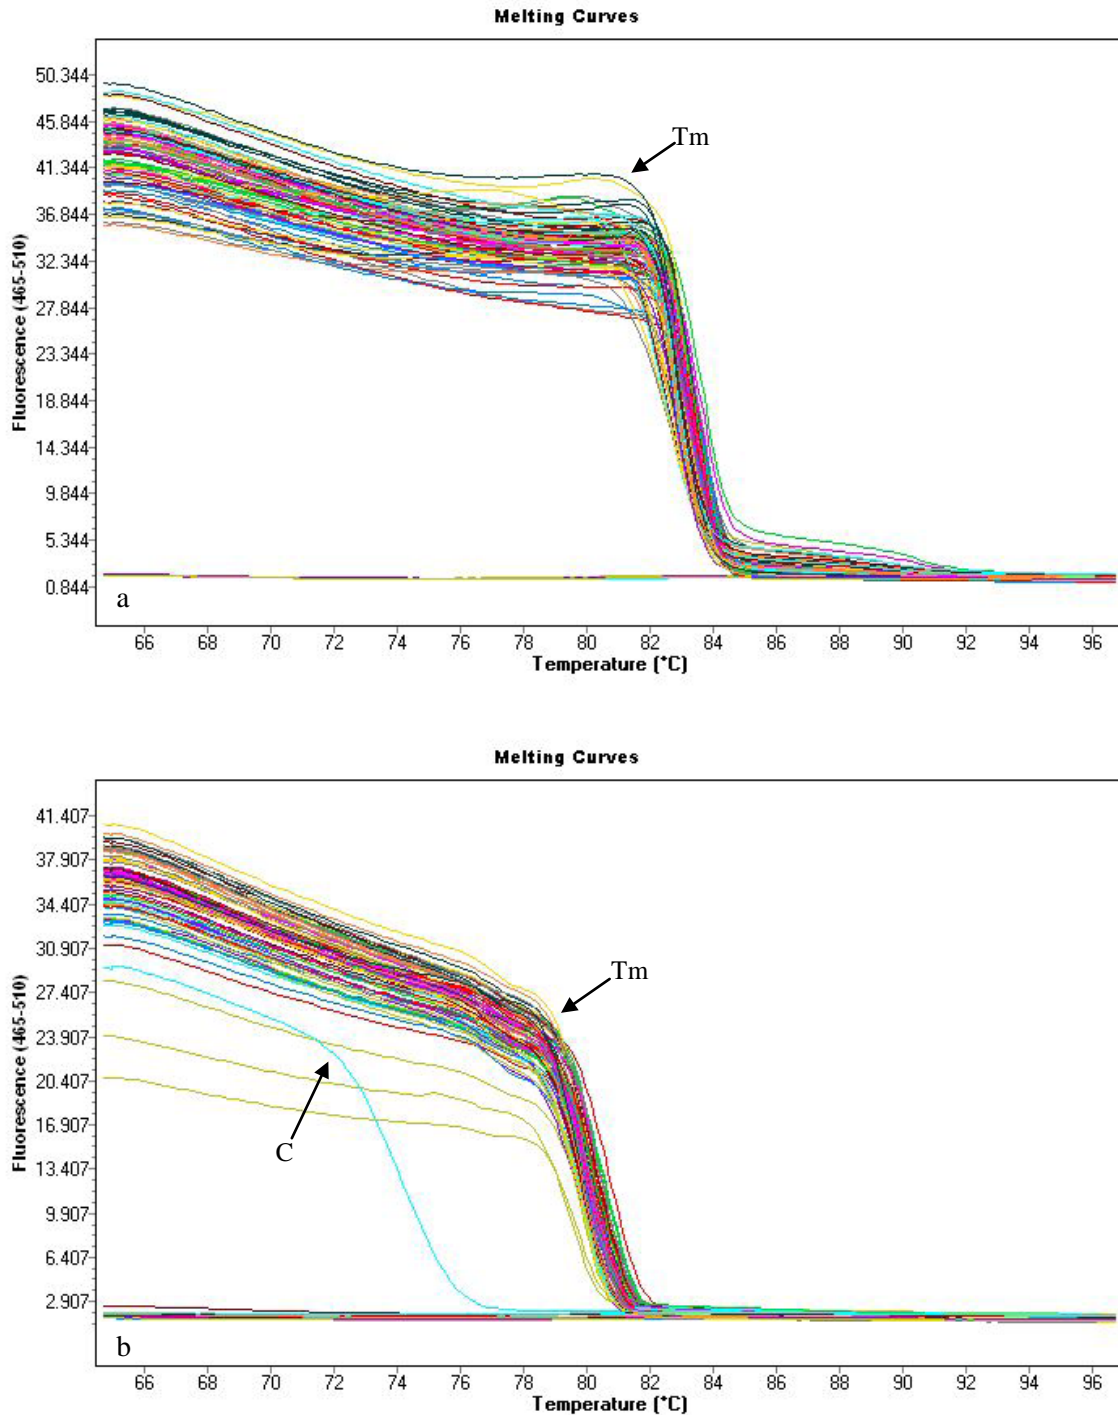 Melting Curves
50.344
45.844
41.344
36.844
32.344
27.844
23.344
18.844
14.344
9.844
5.344
0.844
Fluorescence (465-510)
Tm
a
66 68 70 72 74 76 78 80 82 84 86 88 90 92 94 96
Temperature (°C)
Melting Curves
41.407
37.907
34.407
30.907
27.407
23.907
20.407
16.907
13.407
9.907
6.407
2.907
Fluorescence (465-510)
Tm
C
b
66 68 70 72 74 76 78 80 82 84 86 88 90 92 94 96
Temperature (°C)